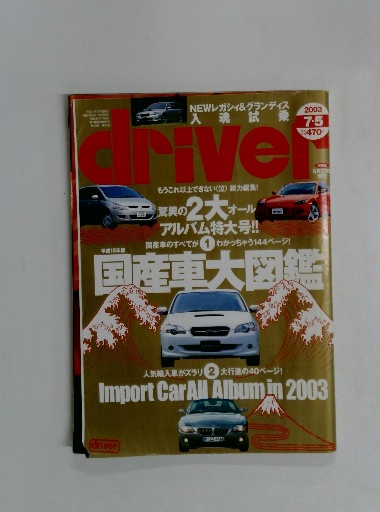 NEWレガシィ&グランディス
入魂試乗
2003
7-5
470
driver
もうこれ以上できない(泣)総力編集!
驚異の2大オール
アルバム特大号!!
国産車のすべてが1わかっちゃう144ページ!
平成15年版
国産車大図鑑
人気輸入車がズラリ2大行進の40ページ!
Import Car All Album in 2003
driver